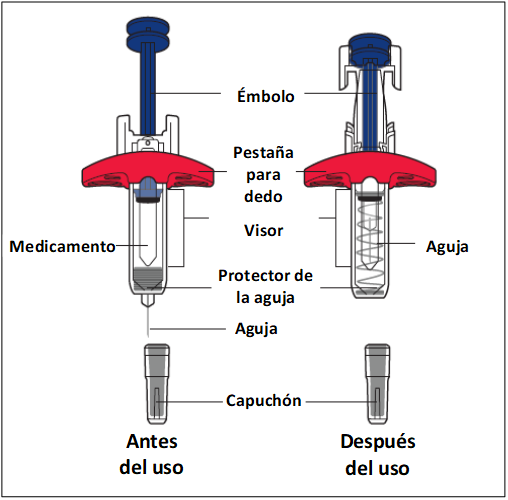 Émbolo
Pestaña
para
dedo
Visor
Medicamento
Aguja
Protector de
la aguja
Aguja
Capuchón
Antes
del uso
Después
del uso